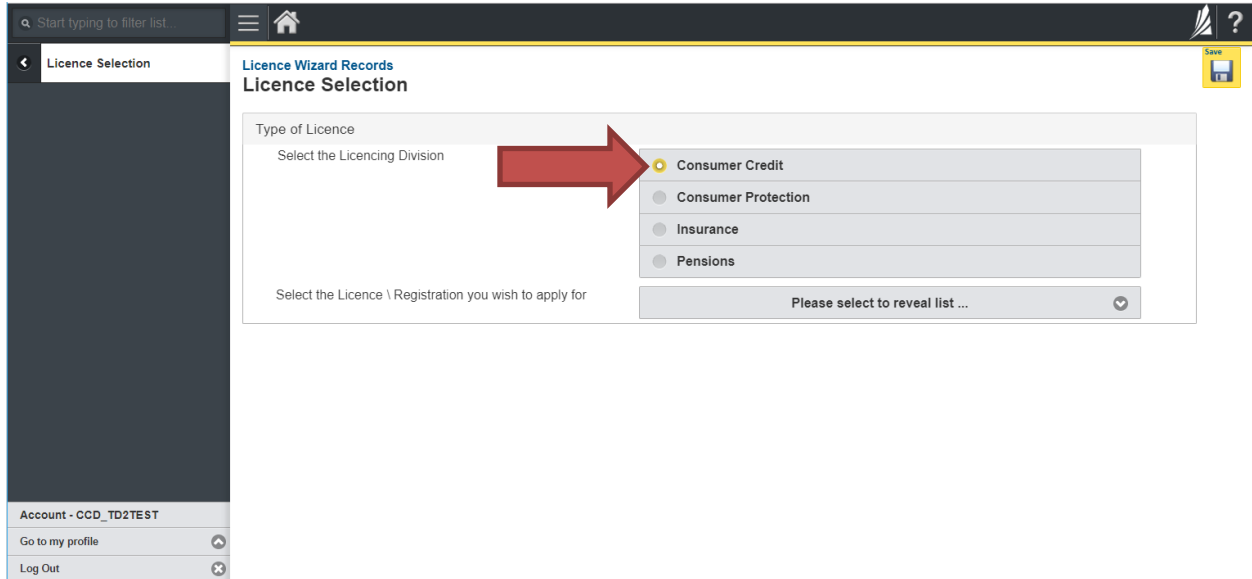 Start typing to filter list...
?
Licence Selection
Licence Wizard Records
Licence Selection
Save
Type of Licence
Select the Licencing Division
Consumer Credit
Consumer Protection
Insurance
Pensions
Select the Licence \ Registration you wish to apply for
Please select to reveal list ...
Account - CCD_TD2TEST
Go to my profile
Log Out